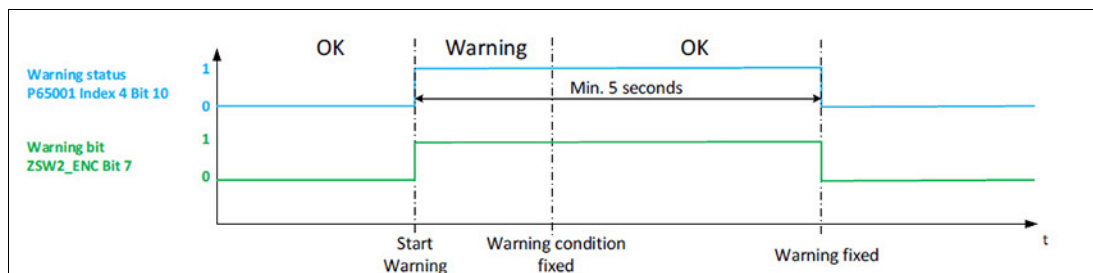 OK Warning OK
Warning status
P65001 Index 4 Bit 10
1
Min. 5 seconds
0
Warning bit
ZSW2_ENC Bit 7
1
0
t
Start
Warning
Warning condition
fixed
Warning fixed